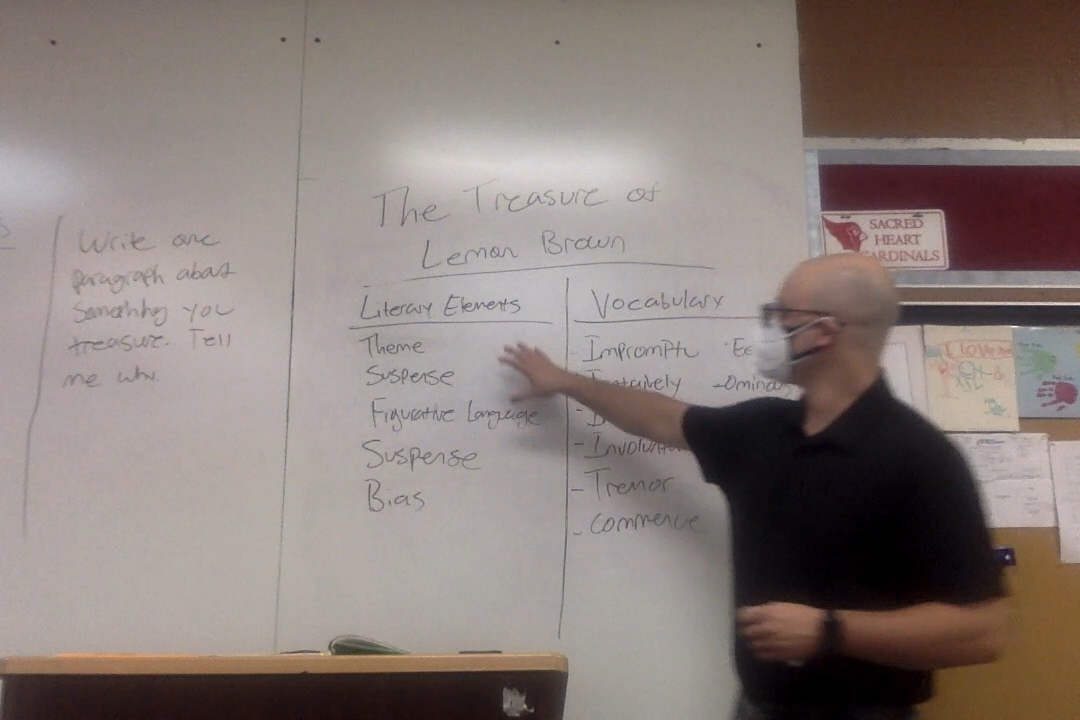 Write one
Paragraph about
Something you
treasure. Tell
me why.
The Treasure of
Lemon Brown
Literary Elements
Theme
Suspense
Figurative Language
Suspense
Bias
Vocabulary
- Impromptu
- Ominous
- Tremor
- Commence
SACRED
HEART
CARDINALS
I LOVE